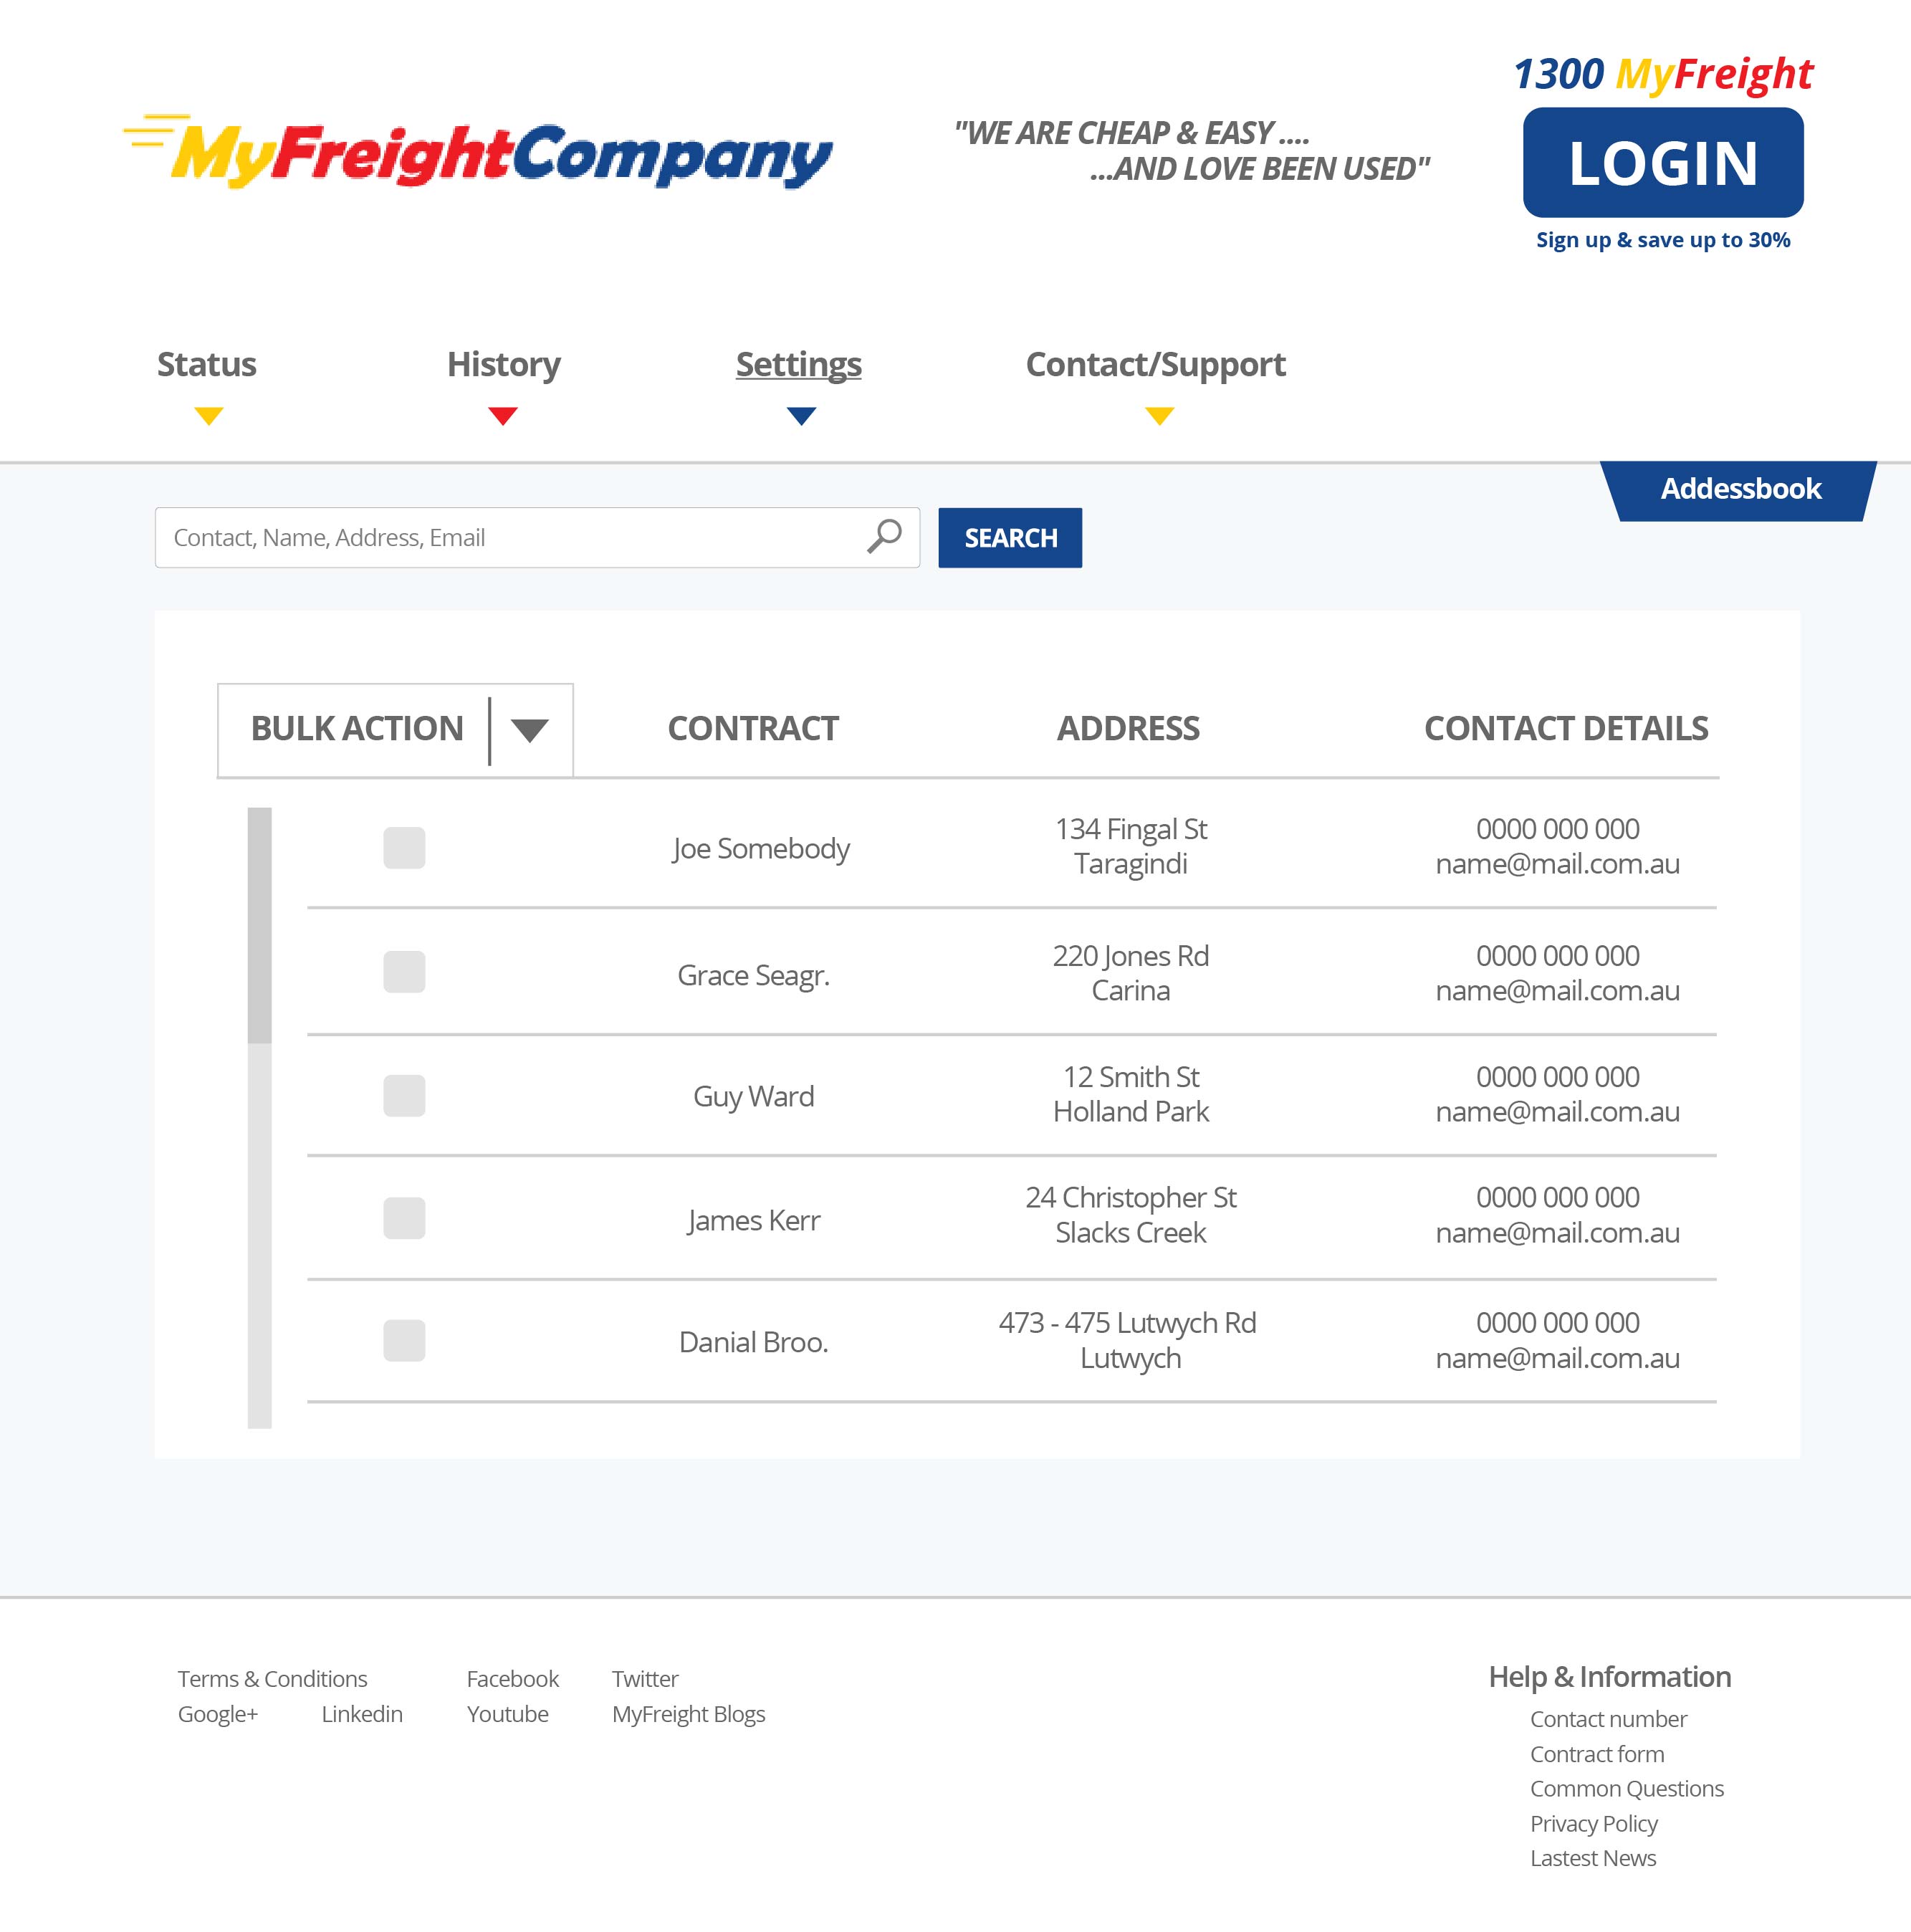 1300 MyFreight
MyFreightCompany
"WE ARE CHEAP & EASY ....
...AND LOVE BEEN USED"
LOGIN
Sign up & save up to 30%
Status History Settings Contact/Support
Addessbook
Contact, Name, Address, Email
SEARCH
BULK ACTION CONTRACT ADDRESS CONTACT DETAILS
Joe Somebody
134 Fingal St
Taragindi
0000 000 000
name@mail.com.au
Grace Seagr.
220 Jones Rd
Carina
0000 000 000
name@mail.com.au
Guy Ward
12 Smith St
Holland Park
0000 000 000
name@mail.com.au
James Kerr
24 Christopher St
Slacks Creek
0000 000 000
name@mail.com.au
Danial Broo.
473 - 475 Lutwych Rd
Lutwych
0000 000 000
name@mail.com.au
Terms & Conditions Facebook Twitter
Google+ Linkedin Youtube MyFreight Blogs
Help & Information
Contact number
Contract form
Common Questions
Privacy Policy
Lastest News